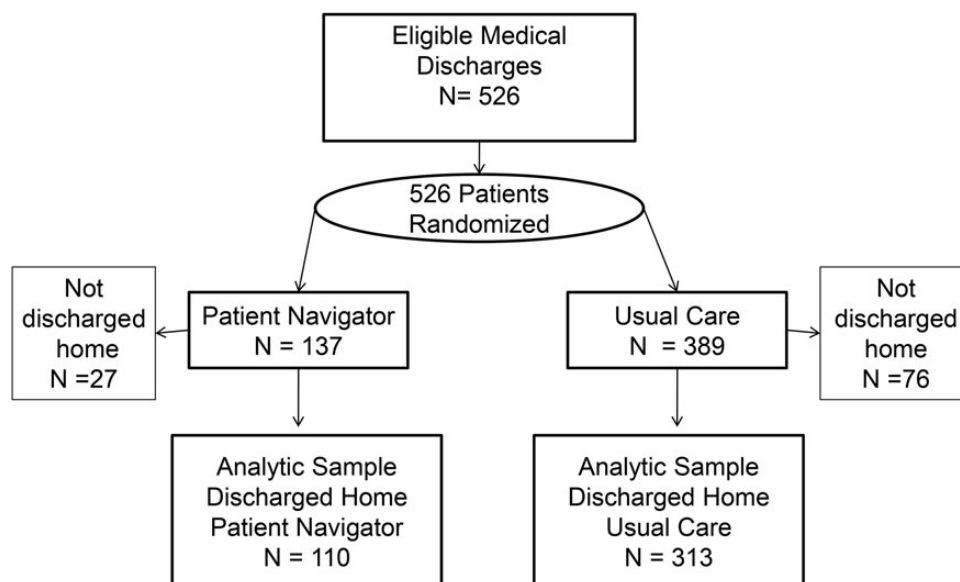 Eligible Medical
Discharges
N= 526
526 Patients
Randomized
Not
discharged
home
N =27
Patient Navigator
N = 137
Usual Care
N  = 389
Not
discharged
home
N =76
Analytic Sample
Discharged Home
Patient Navigator
N = 110
Analytic Sample
Discharged Home
Usual Care
N = 313